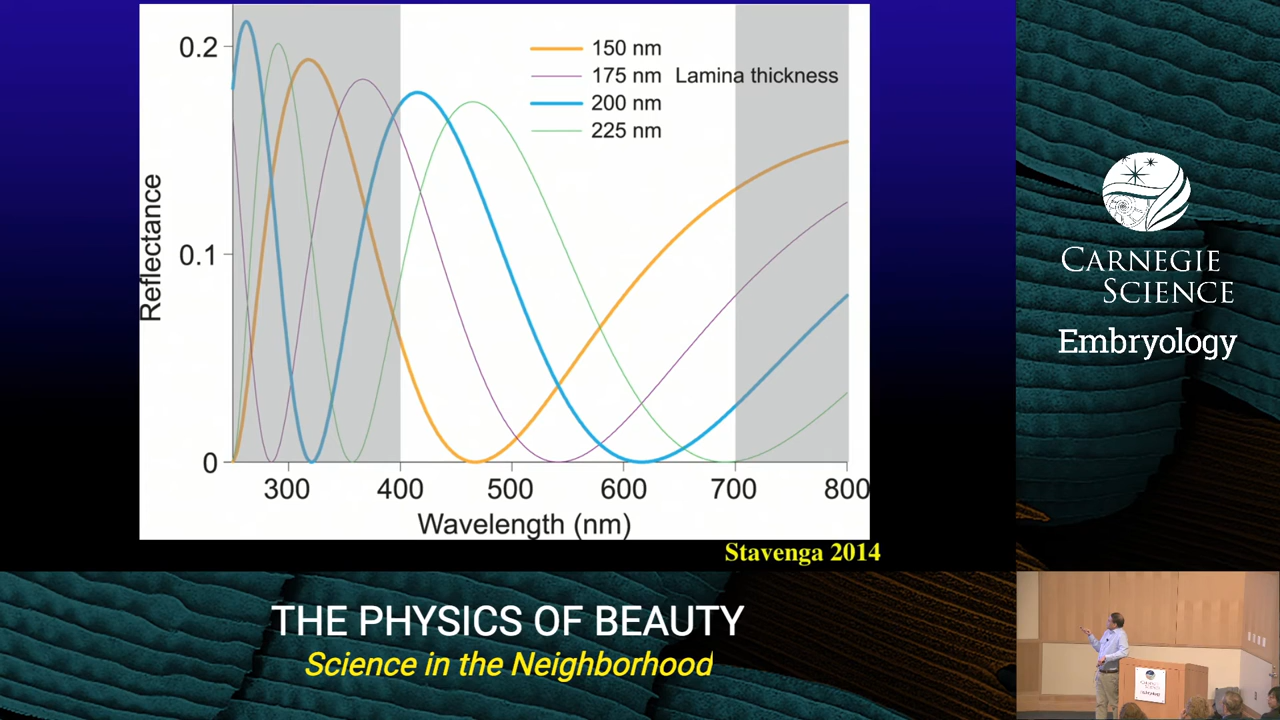 0.2
0.1
0
Reflectance
150 nm
175 nm Lamina thickness
200 nm
225 nm
300 400 500 600 700 800
Wavelength (nm)
Stavenga 2014
CARNEGIE
SCIENCE
Embryology
THE PHYSICS OF BEAUTY
Science in the Neighborhood